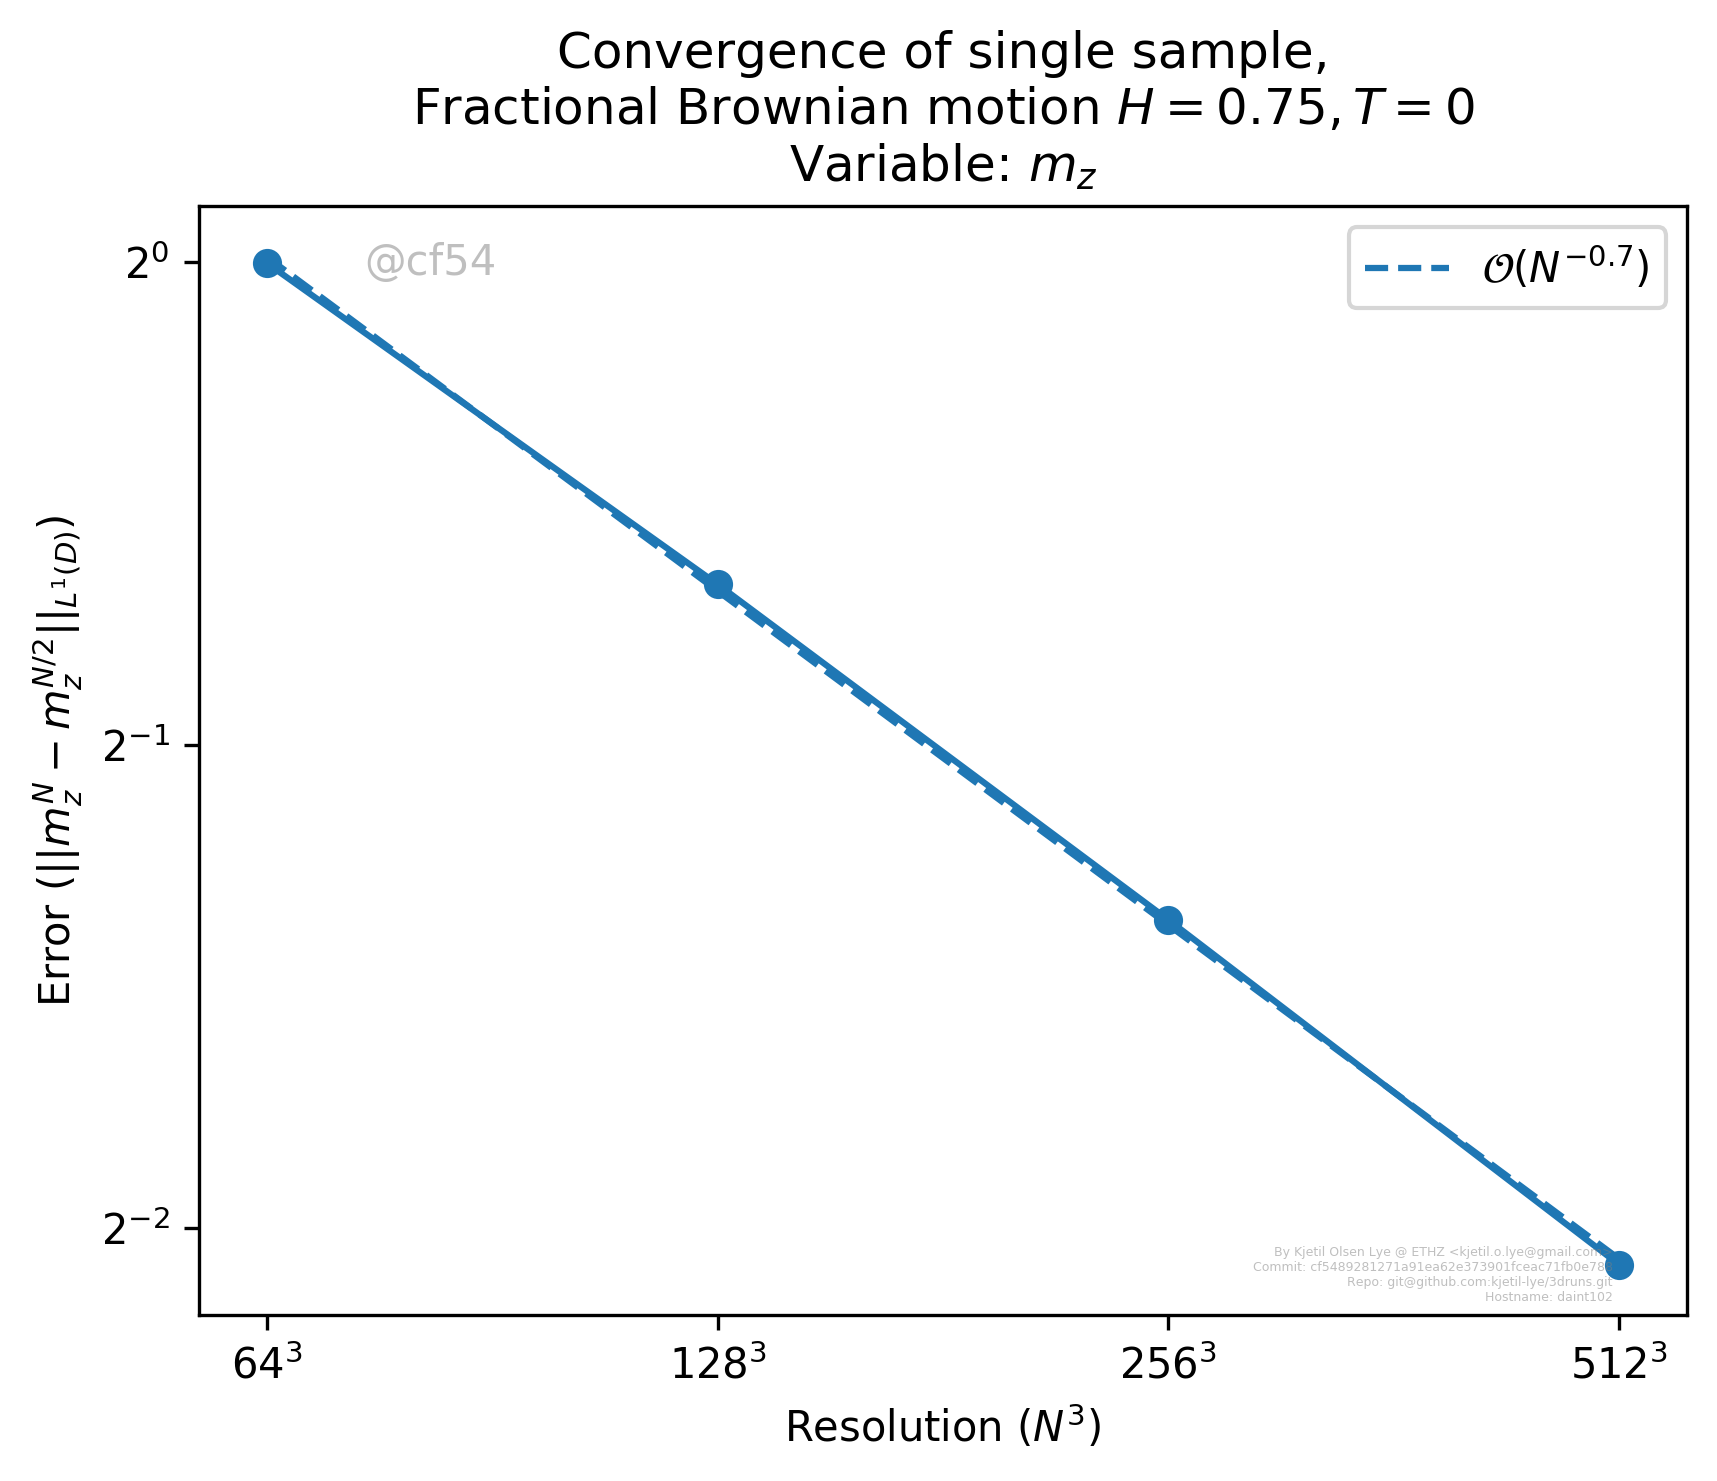 Convergence of single sample,
Fractional Brownian motion H = 0.75, T = 0
Variable: m_z
2^0
2^{-1}
2^{-2}
Error (||m_z^N − m_z^{N/2}||_{L^1(D)})
@cf54
O(N^{-0.7})
By Kjetil Olsen Lye @ ETHZ <kjetil.o.lye@gmail.com
Commit: cf5489281271a91ea62e373901fceac71fb0e78
Repo: git@github.com:kjetil-lye/3druns.git
Hostname: daint102
64^3 128^3 256^3 512^3
Resolution (N^3)